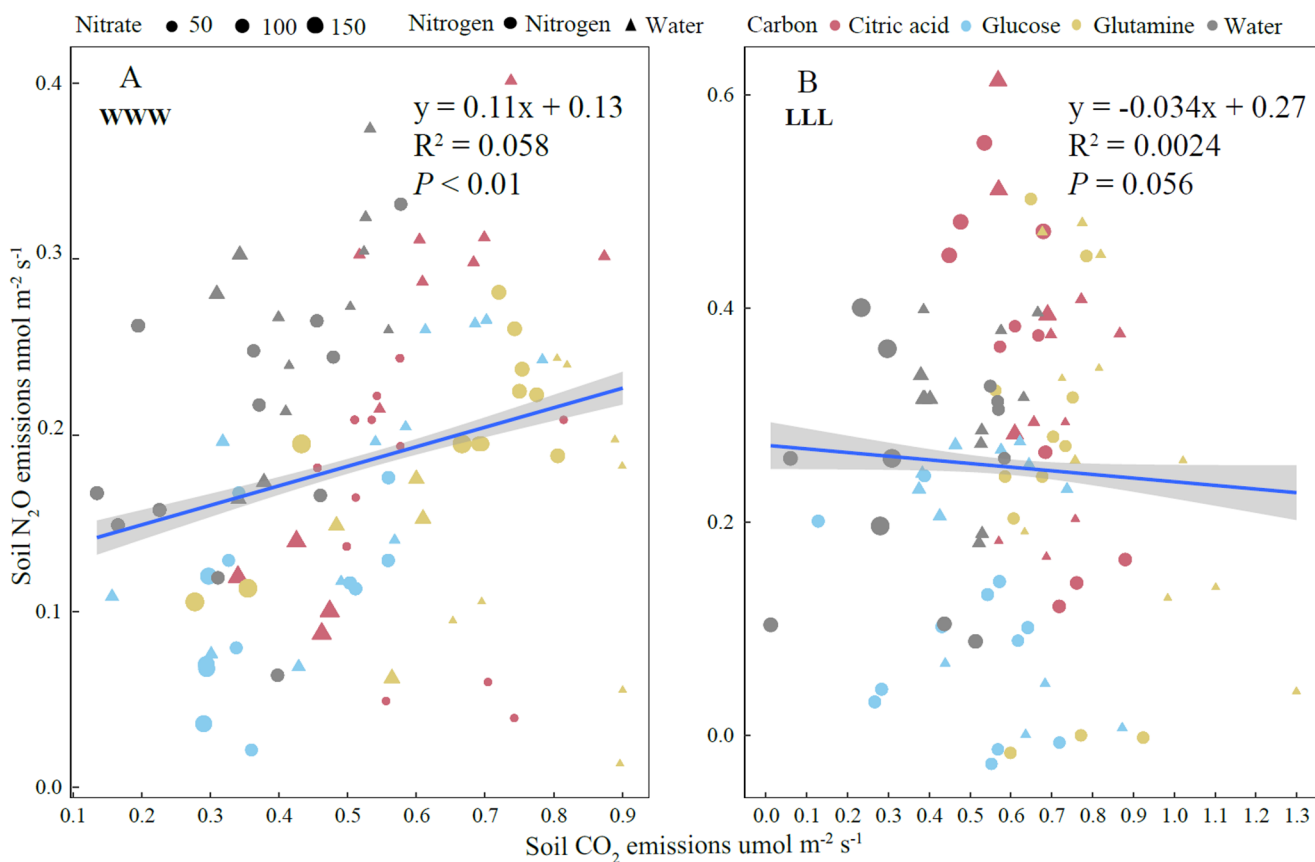 Nitrate 50 100 150 Nitrogen Nitrogen Water Carbon Citric acid Glucose Glutamine Water
A
WWW
y = 0.11x + 0.13
R² = 0.058
P < 0.01
B
LLL
y = -0.034x + 0.27
R² = 0.0024
P = 0.056
Soil N₂O emissions nmol m⁻² s⁻¹
0.4
0.3
0.2
0.1
0.0
0.6
0.4
0.2
0.0
0.1 0.2 0.3 0.4 0.5 0.6 0.7 0.8 0.9
0.0 0.1 0.2 0.3 0.4 0.5 0.6 0.7 0.8 0.9 1.0 1.1 1.2 1.3
Soil CO₂ emissions umol m⁻² s⁻¹